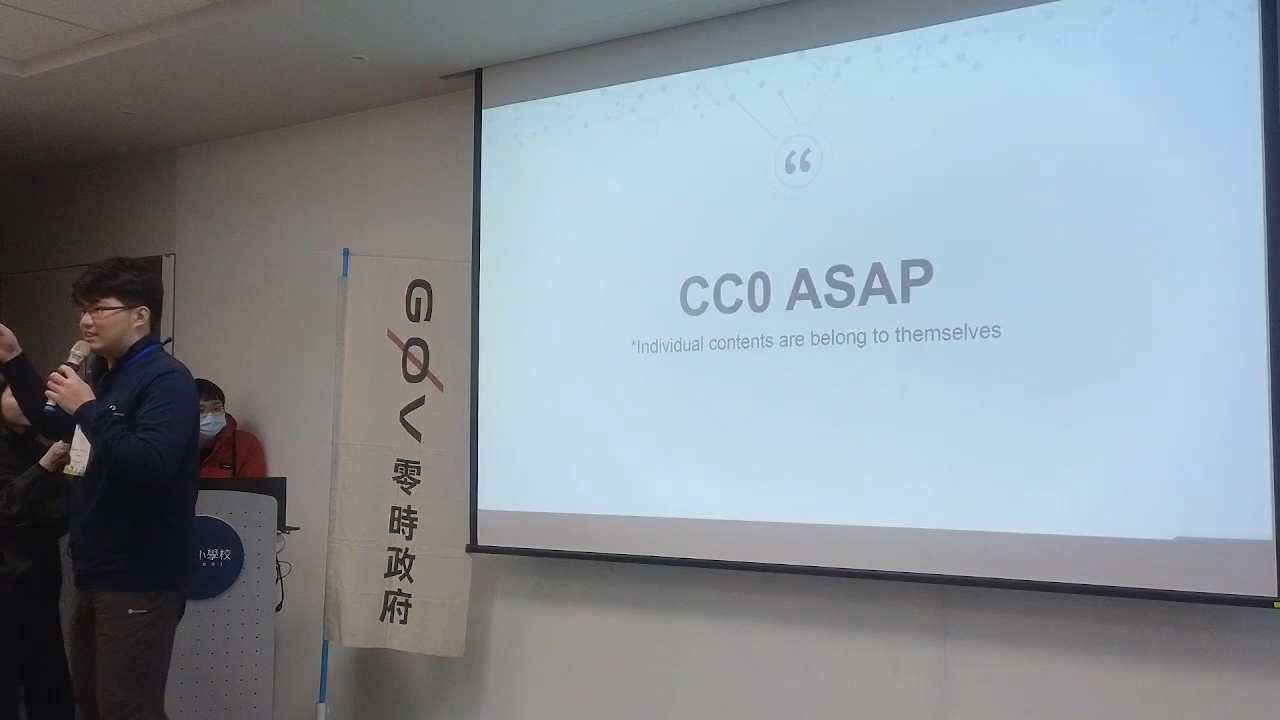 “
CC0 ASAP
*Individual contents are belong to themselves
G0V 零時政府
小學校